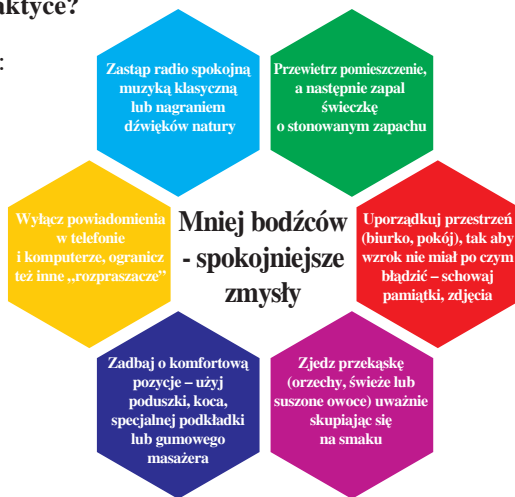 aktyce?
:
Zastąp radio spokojną
muzyką klasyczną
lub nagraniem
dźwięków natury
Przewietrz pomieszczenie,
a następnie zapal
świeczkę
o stonowanym zapachu
Wyłącz powiadomienia
w telefonie
i komputerze, ogranicz
też inne „rozpraszacze”
Mniej bodźców
- spokojniejsze
zmysły
Uporządkuj przestrzeń
(biurko, pokój), tak aby
wzrok nie miał po czym
błądzić – schowaj
pamiątki, zdjęcia
Zadbaj o komfortową
pozycje – użyj
poduszki, koca,
specjalnej podkładki
lub gumowego
masażera
Zjedz przekąskę
(orzechy, świeże lub
suszone owoce) uważnie
skupiając się
na smaku